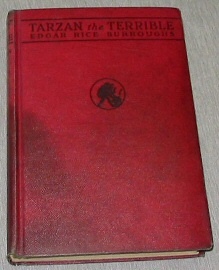 TARZAN the TERRIBLE
EDGAR RICE BURROUGHS